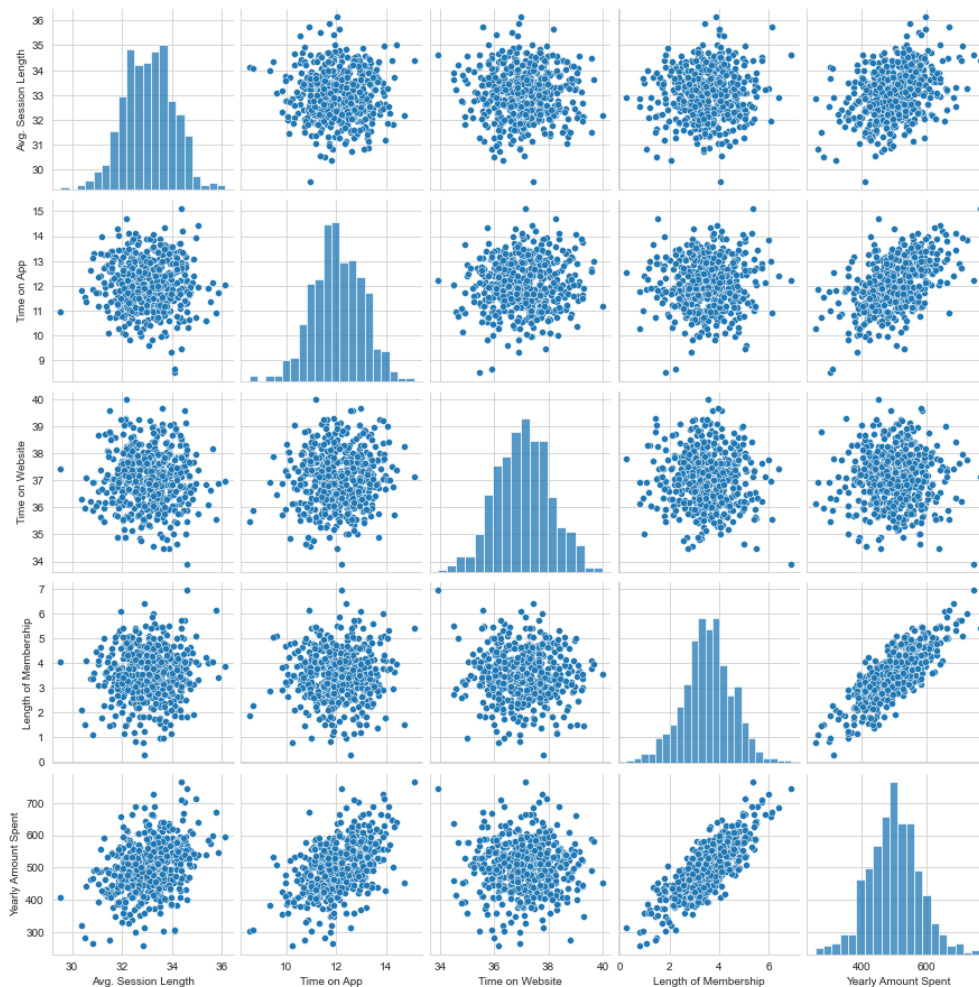 Avg. Session Length
36
35
34
33
32
31
30
Time on App
15
14
13
12
11
10
9
Time on Website
40
39
38
37
36
35
34
Length of Membership
7
6
5
4
3
2
1
0
Yearly Amount Spent
700
600
500
400
300
30 32 34 36
10 12 14
34 36 38 40
0 2 4 6
400 600
Avg. Session Length
Time on App
Time on Website
Length of Membership
Yearly Amount Spent